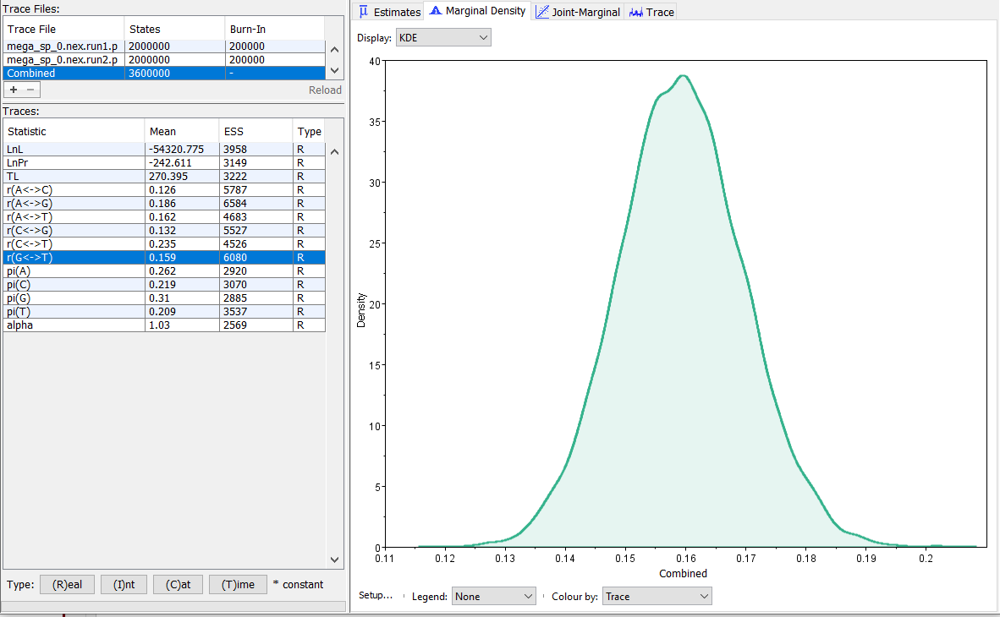 Trace Files:
Trace File States Burn-In
mega_sp_0.nex.run1.p 2000000 200000
mega_sp_0.nex.run2.p 2000000 200000
Combined 3600000 -
+ − Reload
Traces:
Statistic Mean ESS Type
LnL -54320.775 3958 R
LnPr -242.611 3149 R
TL 270.395 3222 R
r(A<->C) 0.126 5787 R
r(A<->G) 0.186 6584 R
r(A<->T) 0.162 4683 R
r(C<->G) 0.132 5527 R
r(C<->T) 0.235 4526 R
r(G<->T) 0.159 6080 R
pi(A) 0.262 2920 R
pi(C) 0.219 3070 R
pi(G) 0.31 2885 R
pi(T) 0.209 3537 R
alpha 1.03 2569 R
Type: (R)eal (I)nt (C)at (T)ime * constant
μ Estimates Marginal Density Joint-Marginal Trace
Display: KDE
40
35
30
25
20
15
10
5
0
Density
0.11 0.12 0.13 0.14 0.15 0.16 0.17 0.18 0.19 0.2
Combined
Setup... Legend: None Colour by: Trace